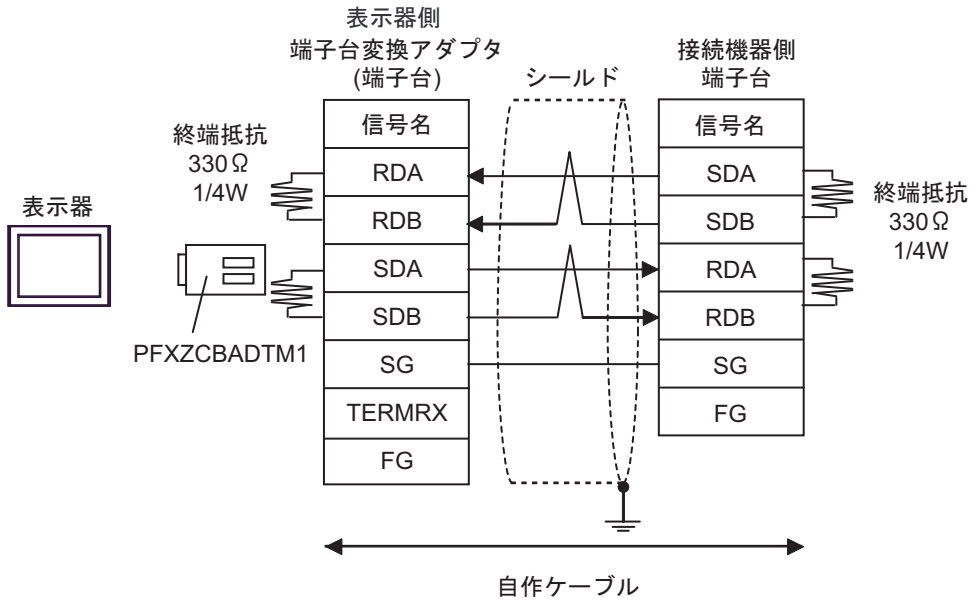 表示器側
端子台変換アダプタ
(端子台)
シールド
接続機器側
端子台
終端抵抗
330Ω
1/4W
表示器
PFXZCBADTM1
信号名
RDA
RDB
SDA
SDB
SG
TERMRX
FG
信号名
SDA
SDB
RDA
RDB
SG
FG
終端抵抗
330Ω
1/4W
自作ケーブル